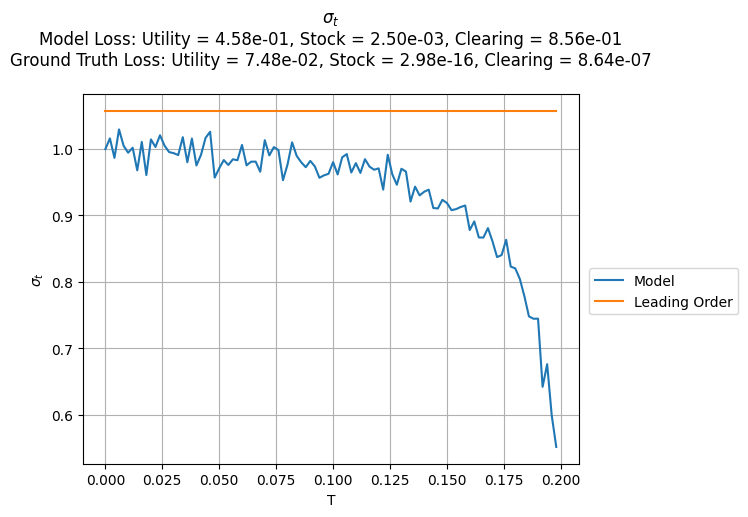 σt
Model Loss: Utility = 4.58e-01, Stock = 2.50e-03, Clearing = 8.56e-01
Ground Truth Loss: Utility = 7.48e-02, Stock = 2.98e-16, Clearing = 8.64e-07
1.0
0.9
0.8
0.7
0.6
σt
Model
Leading Order
0.000 0.025 0.050 0.075 0.100 0.125 0.150 0.175 0.200
T